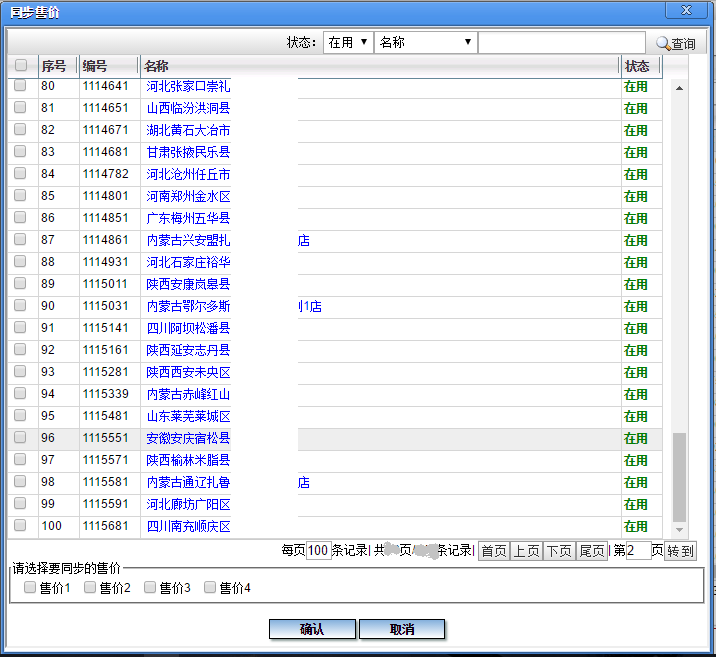 同步售价
状态： 在用 名称 查询
序号 编号 名称 状态
80 1114641 河北张家口崇礼 在用
81 1114651 山西临汾洪洞县 在用
82 1114671 湖北黄石大冶市 在用
83 1114681 甘肃张掖民乐县 在用
84 1114782 河北沧州任丘市 在用
85 1114801 河南郑州金水区 在用
86 1114851 广东梅州五华县 在用
87 1114861 内蒙古兴安盟扎 店 在用
88 1114931 河北石家庄裕华 在用
89 1115011 陕西安康岚皋县 在用
90 1115031 内蒙古鄂尔多斯 1店 在用
91 1115141 四川阿坝松潘县 在用
92 1115161 陕西延安志丹县 在用
93 1115281 陕西西安未央区 在用
94 1115339 内蒙古赤峰红山 在用
95 1115481 山东莱芜莱城区 在用
96 1115551 安徽安庆宿松县 在用
97 1115571 陕西榆林米脂县 在用
98 1115581 内蒙古通辽扎鲁 店 在用
99 1115591 河北廊坊广阳区 在用
100 1115681 四川南充顺庆区 在用
每页100条记录| 共 页/ 条记录| 首页 上页 下页 尾页 | 第2 页 转到
请选择要同步的售价
售价1 售价2 售价3 售价4
确认 取消